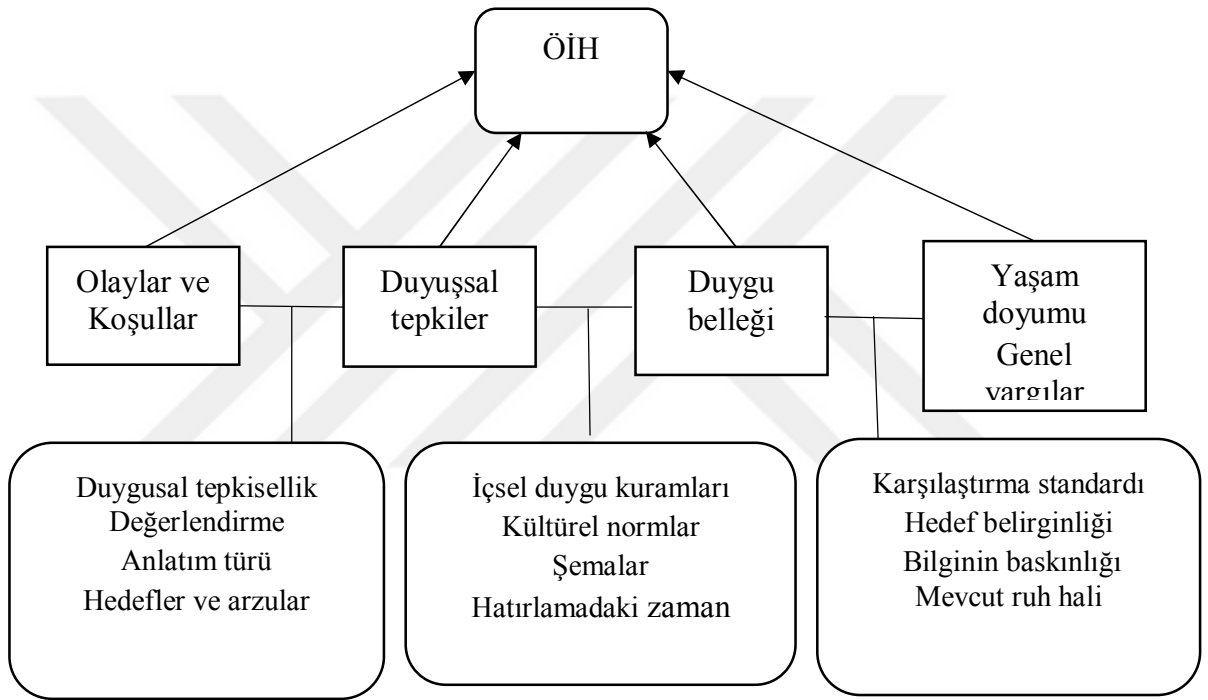 ÖİH
Olaylar ve
Koşullar
Duyuşsal
tepkiler
Duygu
belleği
Yaşam
doyumu
Genel
yargılar
Duygusal tepkisellik
Değerlendirme
Anlatım türü
Hedefler ve arzular
İçsel duygu kuramları
Kültürel normlar
Şemalar
Hatırlamadaki zaman
Karşılaştırma standardı
Hedef belirginliği
Bilginin baskınlığı
Mevcut ruh hali